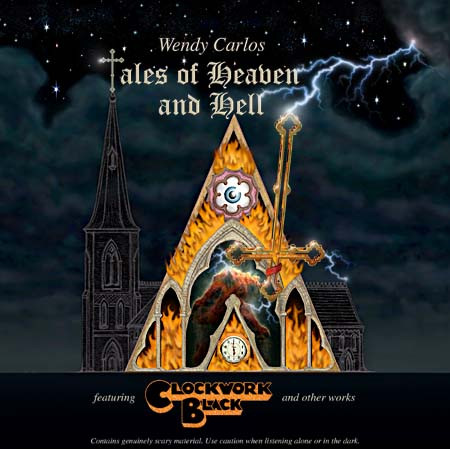 Wendy Carlos
Tales of Heaven
and Hell
featuring CLOCKWORK BLACK and other works
Contains genuinely scary material. Use caution when listening alone or in the dark.